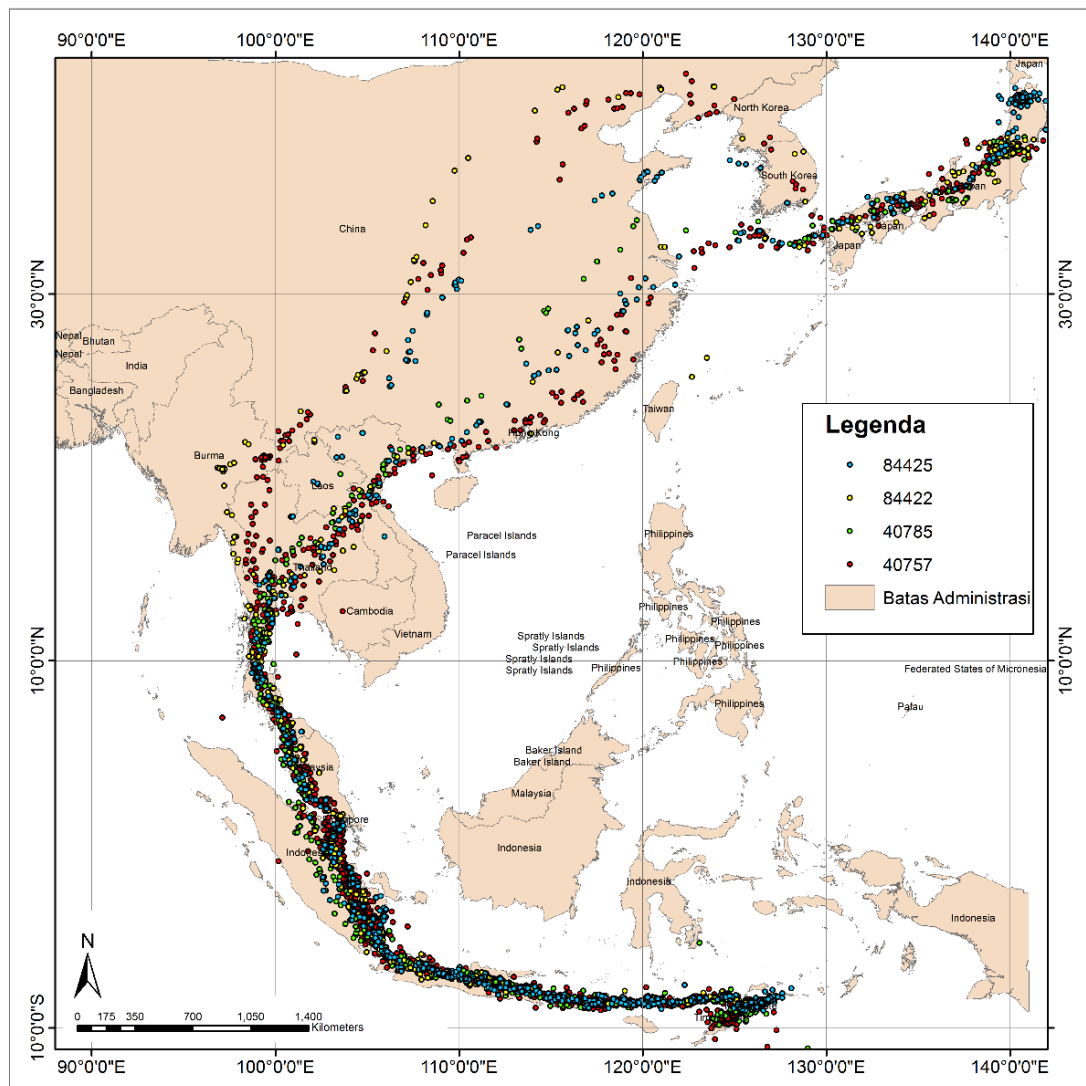 90°0'0"E 100°0'0"E 110°0'0"E 120°0'0"E 130°0'0"E 140°0'0"E
Japan
North Korea
South Korea
China
Japan
Japan
30°0'0"N
30°0'0"N
Nepal
Bhutan
Nepal
India
Bangladesh
Taiwan
Hong Kong
Burma
Laos
Legenda
84425
84422
40785
40757
Batas Administrasi
Paracel Islands
Philippines
Paracel Islands
Thailand
Cambodia
Philippines
Vietnam
Philippines
Spratly Islands
Philippines
Spratly Islands
Philippines
10°0'0"N
Spratly Islands
Philippines
10°0'0"N
Spratly Islands
Philippines
Federated States of Micronesia
Philippines
Palau
Baker Island
Baker Island
Malaysia
Indonesia
Indonesia
Indonesia
N
0 175 350 700 1,050 1,400
Kilometers
10°0'0"S
10°0'0"S
90°0'0"E 100°0'0"E 110°0'0"E 120°0'0"E 130°0'0"E 140°0'0"E